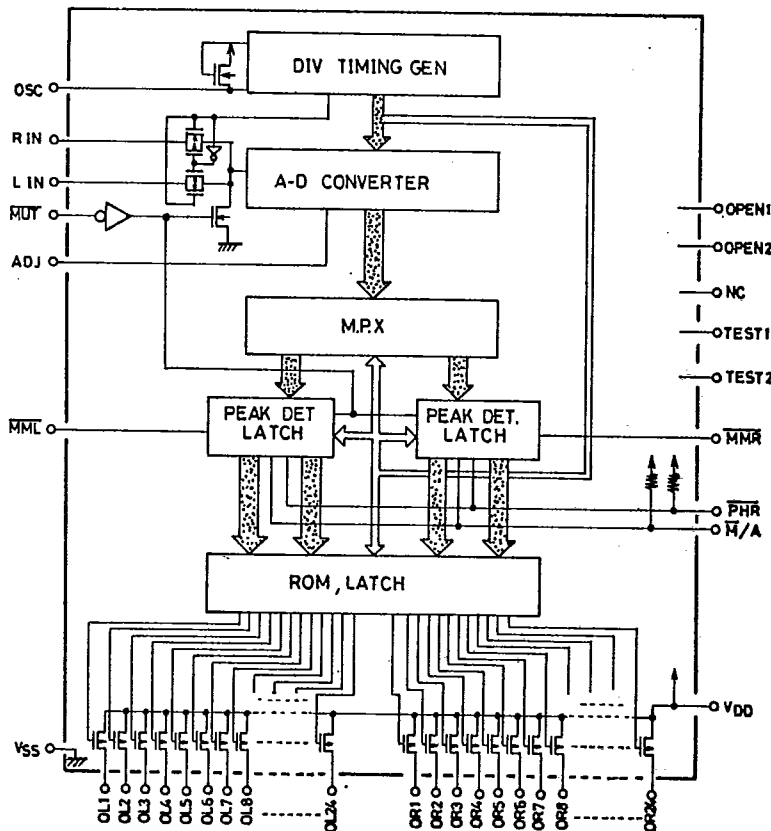 DIV TIMING GEN
OSC
R IN
L IN
A-D CONVERTER
MUT
ADJ
OPEN1
OPEN2
NC
TEST1
TEST2
M.P.X
PEAK DET
LATCH
PEAK DET.
LATCH
MML
MMR
PHR
M/A
ROM, LATCH
VDD
VSS
OL1
OL2
OL3
OL4
OL5
OL6
OL7
OL8
OL24
OR1
OR2
OR3
OR4
OR5
OR6
OR7
OR8
OR24